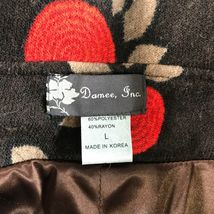 Damee, Inc.
60%POLYESTER
40%RAYON
L
MADE IN KOREA